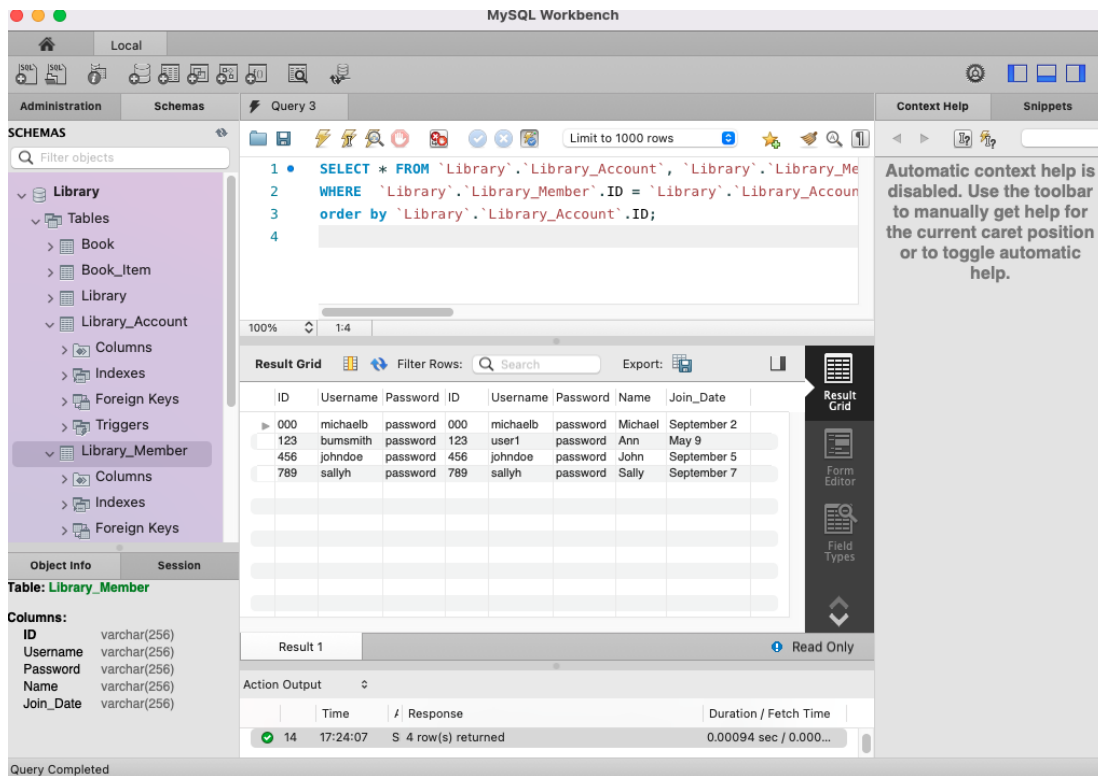 MySQL Workbench
Local
Administration Schemas
Query 3
Context Help Snippets
SCHEMAS
Filter objects
Library
Tables
Book
Book_Item
Library
Library_Account
Columns
Indexes
Foreign Keys
Triggers
Library_Member
Columns
Indexes
Foreign Keys
Limit to 1000 rows
1 SELECT * FROM `Library`.`Library_Account`, `Library`.`Library_Me
2 WHERE `Library`.`Library_Member`.ID = `Library`.`Library_Accoun
3 order by `Library`.`Library_Account`.ID;
4
100% 1:4
Automatic context help is
disabled. Use the toolbar
to manually get help for
the current caret position
or to toggle automatic
help.
Result Grid Filter Rows: Search Export:
ID Username Password ID Username Password Name Join_Date
000 michaelb password 000 michaelb password Michael September 2
123 bumsmith password 123 user1 password Ann May 9
456 johndoe password 456 johndoe password John September 5
789 sallyh password 789 sallyh password Sally September 7
Result
Grid
Form
Editor
Field
Types
Result 1 Read Only
Object Info Session
Table: Library_Member
Columns:
ID varchar(256)
Username varchar(256)
Password varchar(256)
Name varchar(256)
Join_Date varchar(256)
Action Output
Time A Response Duration / Fetch Time
14 17:24:07 S 4 row(s) returned 0.00094 sec / 0.000...
Query Completed